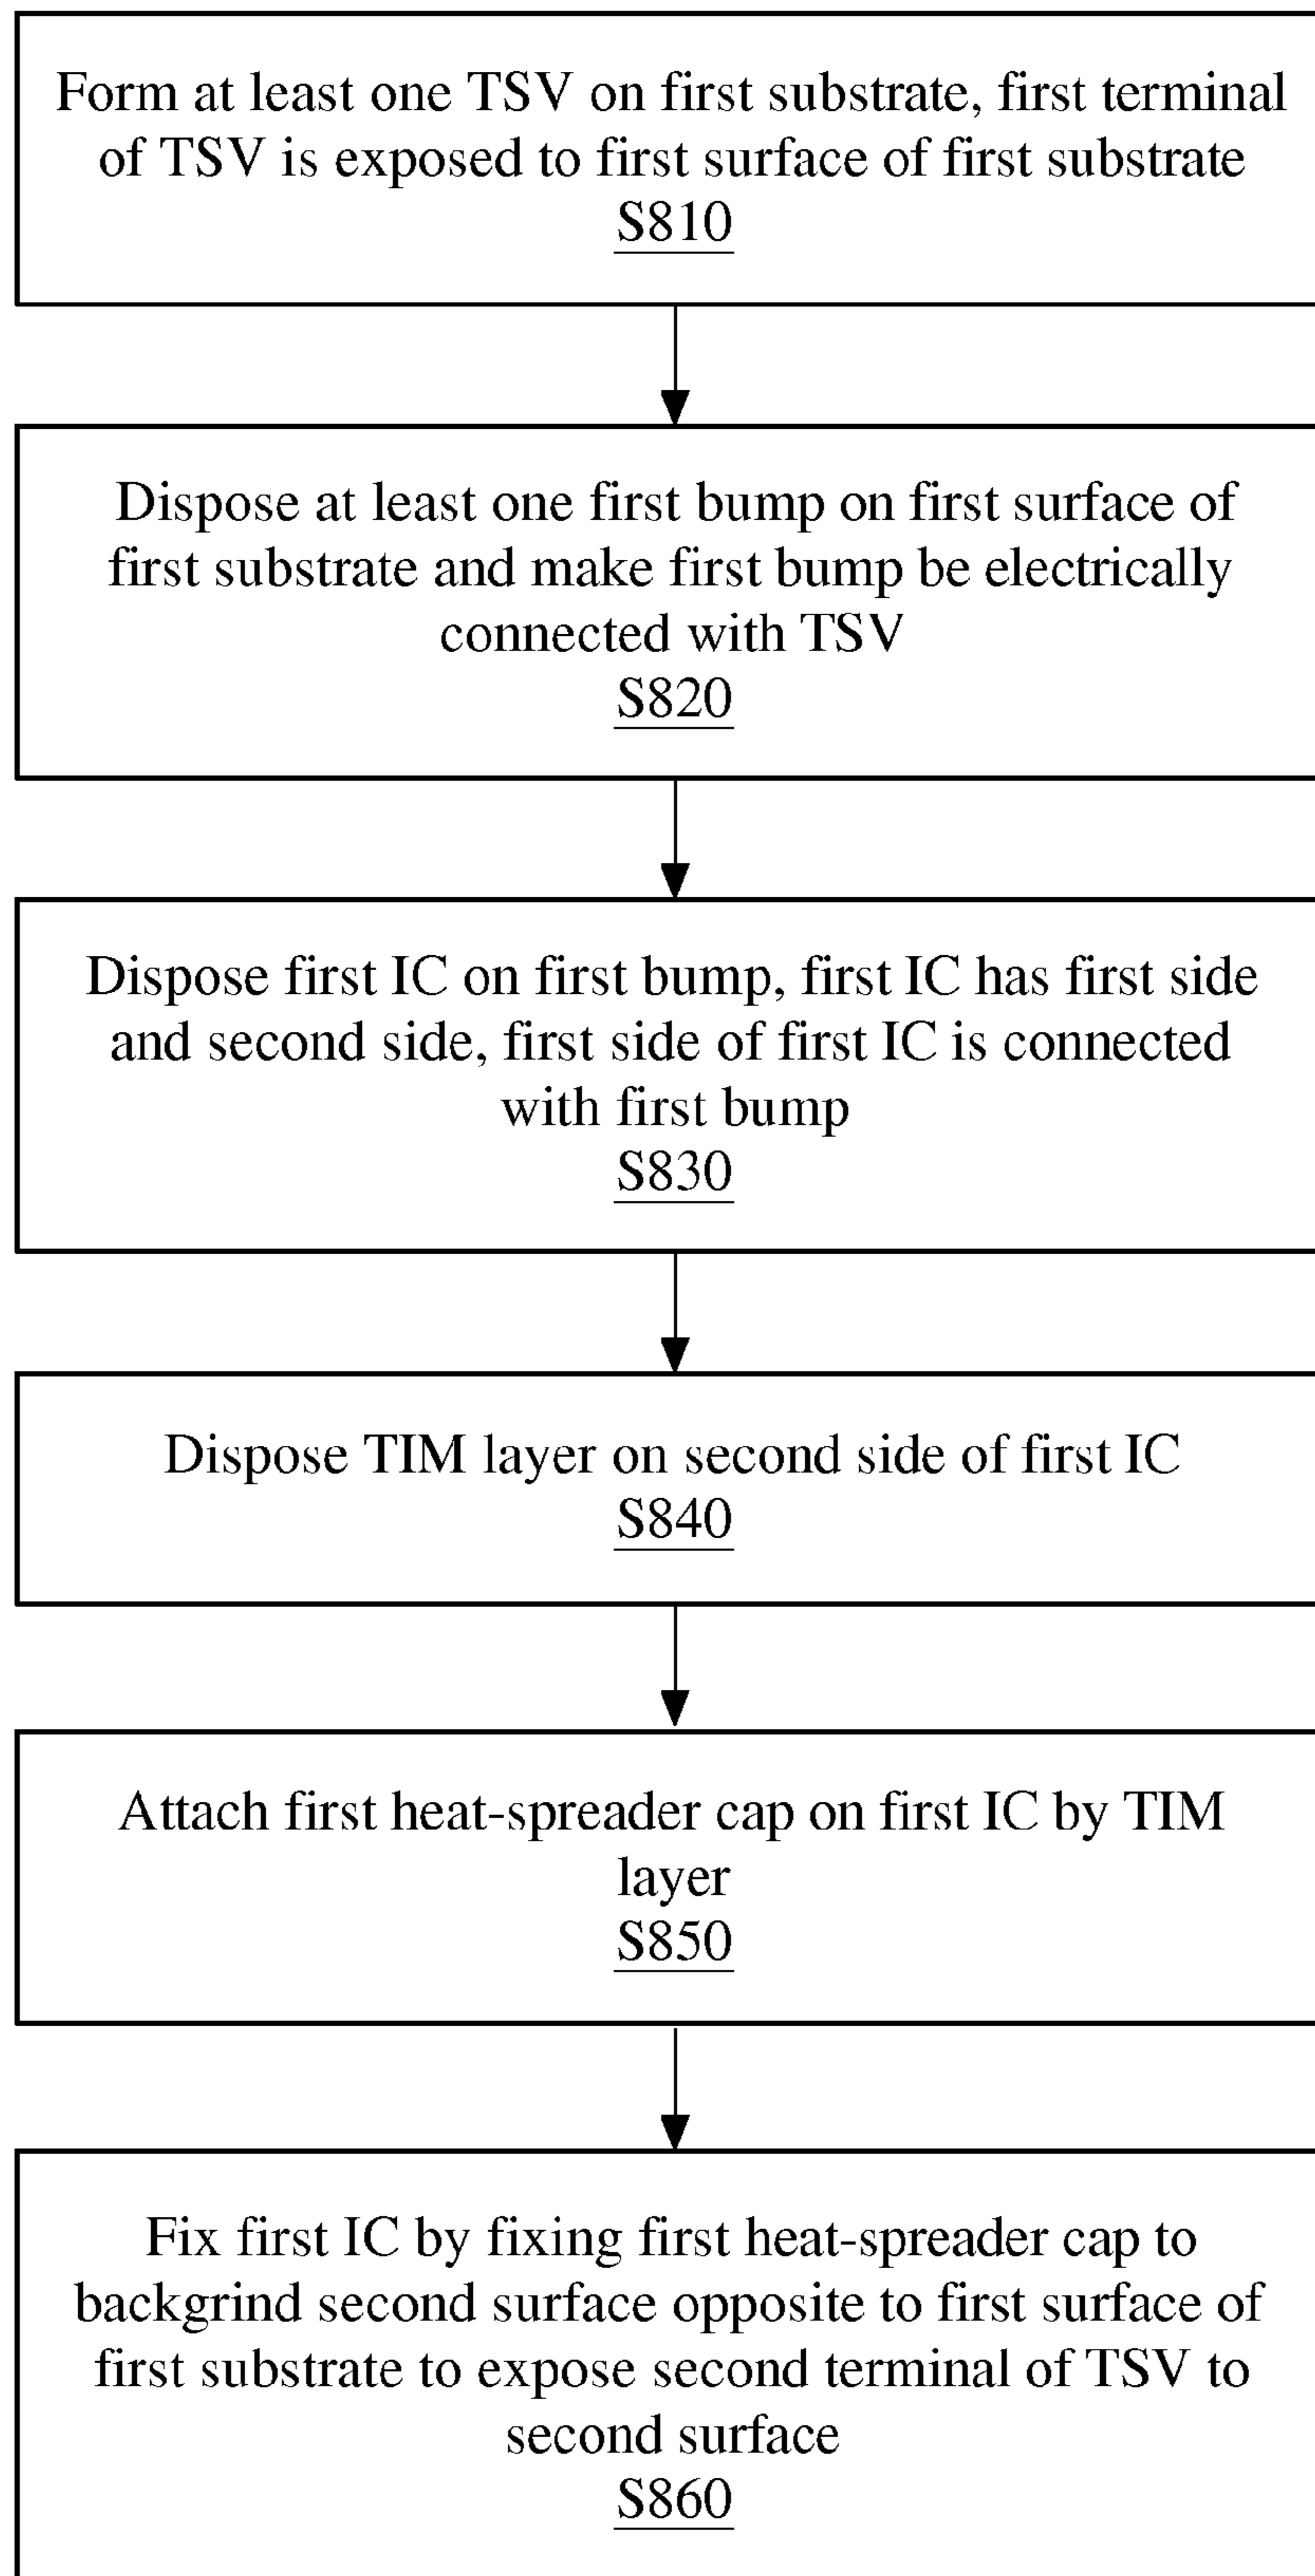 Form at least one TSV on first substrate, first terminal
of TSV is exposed to first surface of first substrate
S810
Dispose at least one first bump on first surface of
first substrate and make first bump be electrically
connected with TSV
S820
Dispose first IC on first bump, first IC has first side
and second side, first side of first IC is connected
with first bump
S830
Dispose TIM layer on second side of first IC
S840
Attach first heat-spreader cap on first IC by TIM
layer
S850
Fix first IC by fixing first heat-spreader cap to
backgrind second surface opposite to first surface of
first substrate to expose second terminal of TSV to
second surface
S860